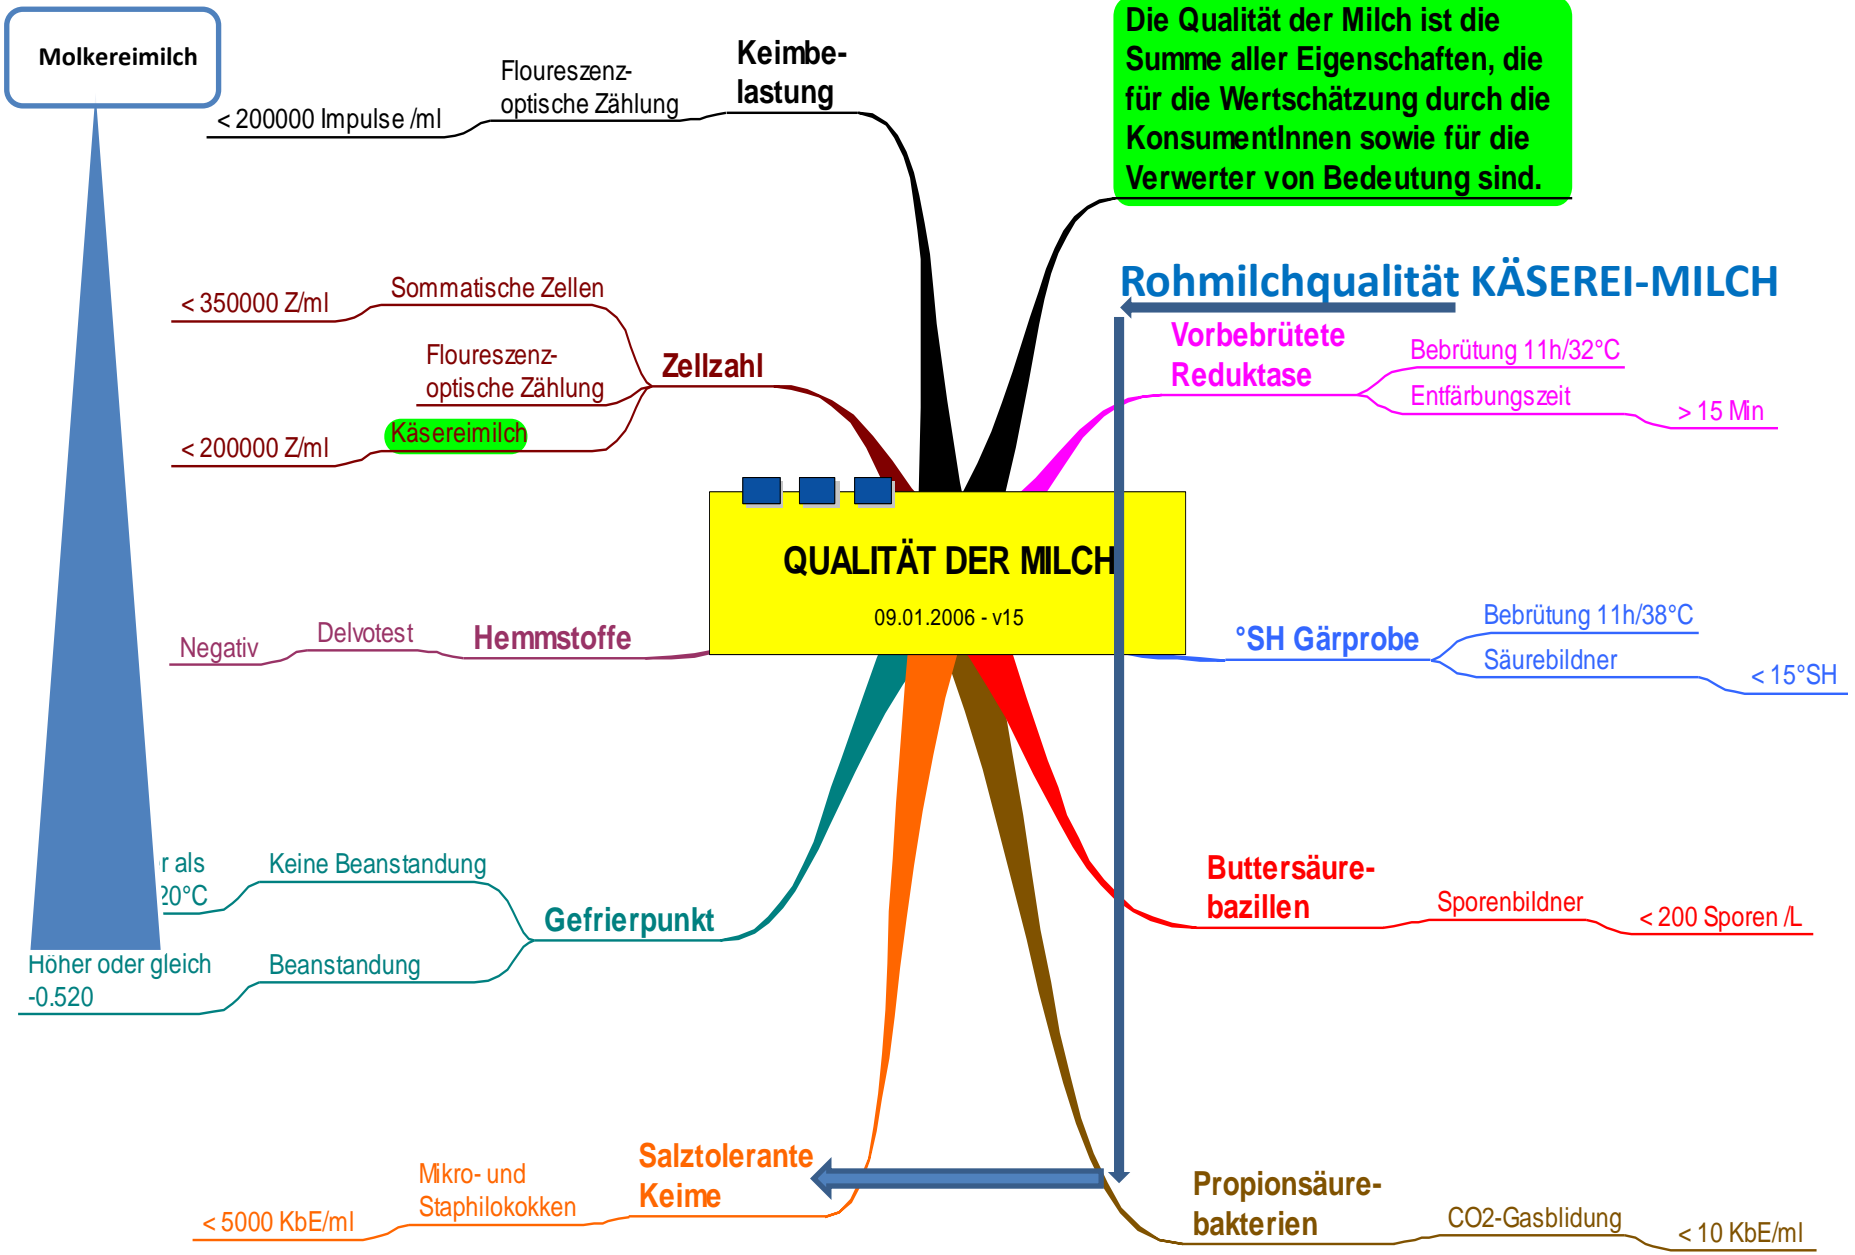 Molkereimilch
Keimbe-
lastung
Floureszenz-
optische Zählung
< 200000 Impulse /ml
Die Qualität der Milch ist die
Summe aller Eigenschaften, die
für die Wertschätzung durch die
KonsumentInnen sowie für die
Verwerter von Bedeutung sind.
Rohmilchqualität KÄSEREI-MILCH
Zellzahl
Sommatische Zellen
< 350000 Z/ml
Floureszenz-
optische Zählung
Käsereimilch
< 200000 Z/ml
Vorbebrütete
Reduktase
Bebrütung 11h/32°C
Entfärbungszeit
> 15 Min
QUALITÄT DER MILCH
09.01.2006 - v15
Hemmstoffe
Delvotest
Negativ
°SH Gärprobe
Bebrütung 11h/38°C
Säurebildner
< 15°SH
Gefrierpunkt
Keine Beanstandung
als
20°C
Beanstandung
Höher oder gleich
-0.520
Buttersäure-
bazillen
Sporenbildner
< 200 Sporen /L
Salztolerante
Keime
Mikro- und
Staphilokokken
< 5000 KbE/ml
Propionsäure-
bakterien
CO2-Gasblidung
< 10 KbE/ml